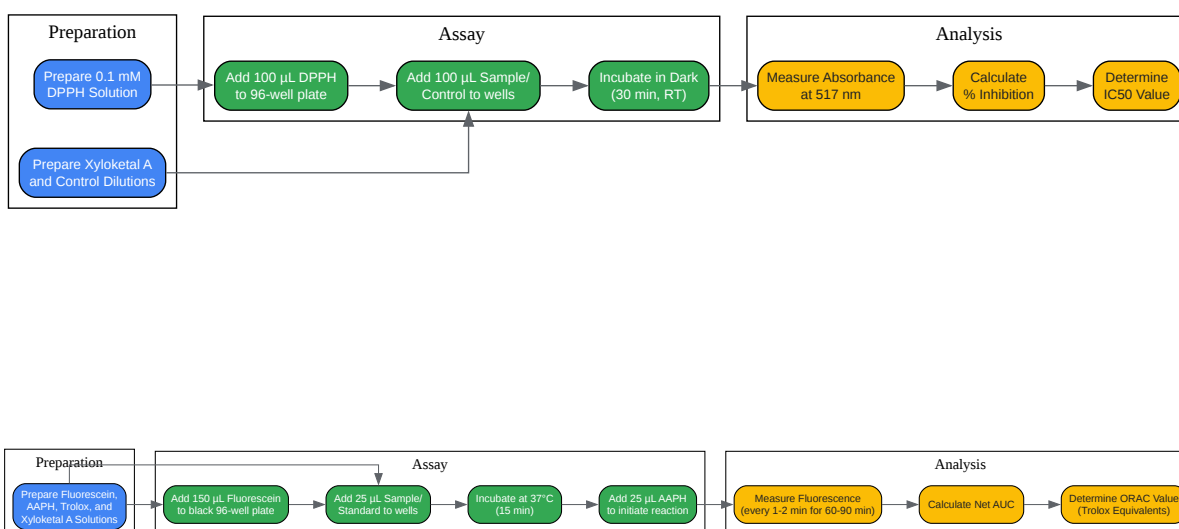 Preparation
Prepare 0.1 mM
DPPH Solution
Prepare Xyloketal A
and Control Dilutions
Assay
Add 100 µL DPPH
to 96-well plate
Add 100 µL Sample/
Control to wells
Incubate in Dark
(30 min, RT)
Analysis
Measure Absorbance
at 517 nm
Calculate
% Inhibition
Determine
IC50 Value
Preparation
Prepare Fluorescein,
AAPH, Trolox, and
Xyloketal A Solutions
Assay
Add 150 µL Fluorescein
to black 96-well plate
Add 25 µL Sample/
Standard to wells
Incubate at 37°C
(15 min)
Add 25 µL AAPH
to initiate reaction
Analysis
Measure Fluorescence
(every 1-2 min for 60-90 min)
Calculate Net AUC
Determine ORAC Value
(Trolox Equivalents)